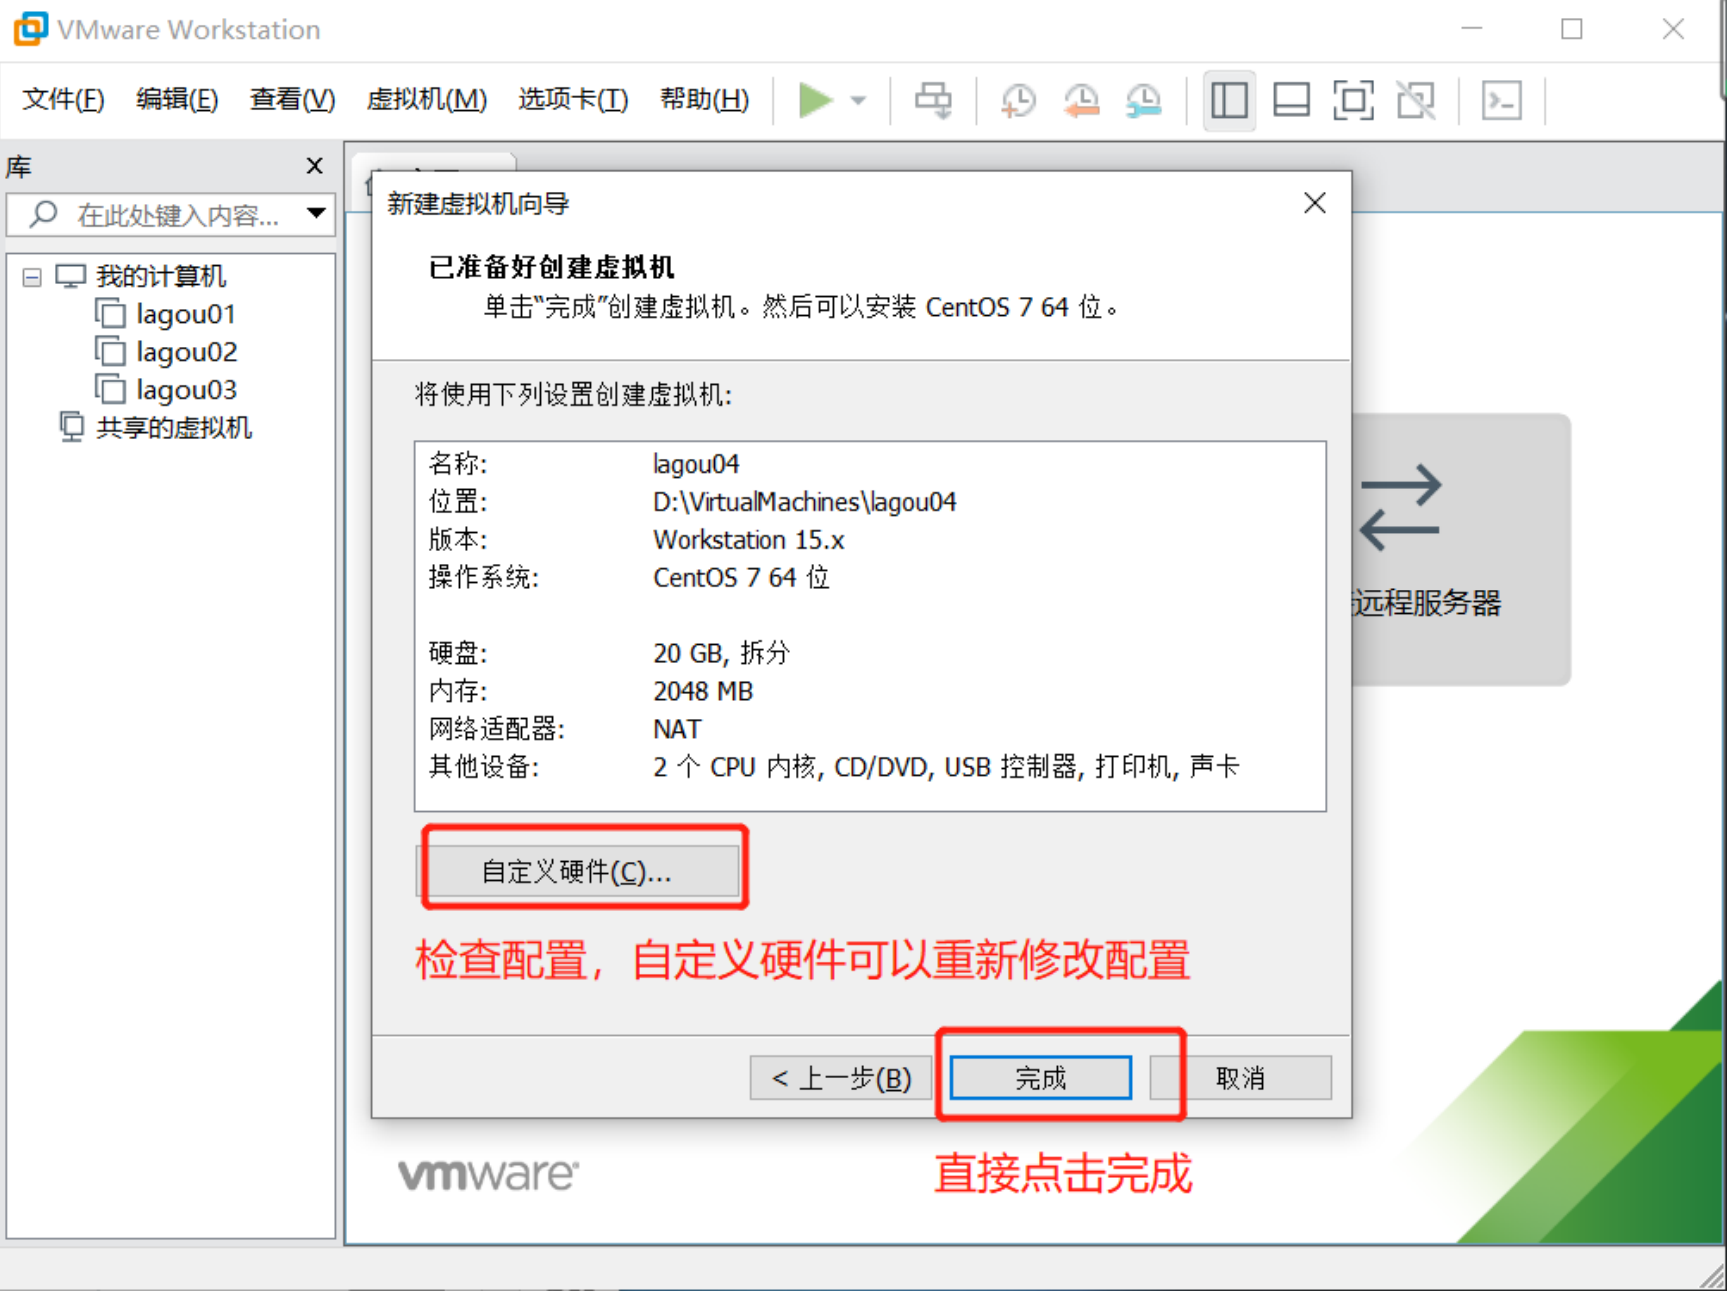 VMware Workstation
文件(F) 编辑(E) 查看(V) 虚拟机(M) 选项卡(T) 帮助(H)
库
在此处键入内容...
我的计算机
lagou01
lagou02
lagou03
共享的虚拟机
新建虚拟机向导
已准备好创建虚拟机
单击“完成”创建虚拟机。然后可以安装 CentOS 7 64 位。
将使用下列设置创建虚拟机:
名称: lagou04
位置: D:\VirtualMachines\lagou04
版本: Workstation 15.x
操作系统: CentOS 7 64 位
硬盘: 20 GB, 拆分
内存: 2048 MB
网络适配器: NAT
其他设备: 2 个 CPU 内核, CD/DVD, USB 控制器, 打印机, 声卡
自定义硬件(C)...
检查配置，自定义硬件可以重新修改配置
< 上一步(B) 完成 取消
远程服务器
直接点击完成
vmware